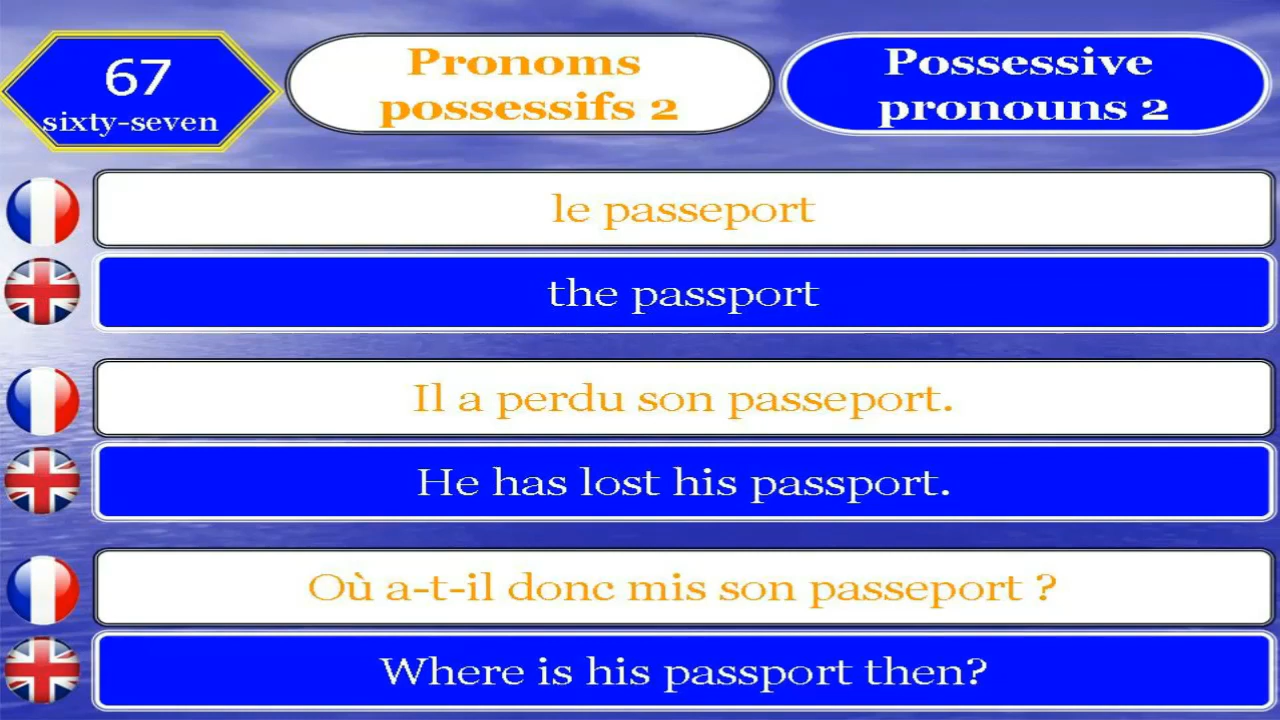 67
sixty-seven
Pronoms
possessifs 2
Possessive
pronouns 2
le passeport
the passport
Il a perdu son passeport.
He has lost his passport.
Où a-t-il donc mis son passeport ?
Where is his passport then?